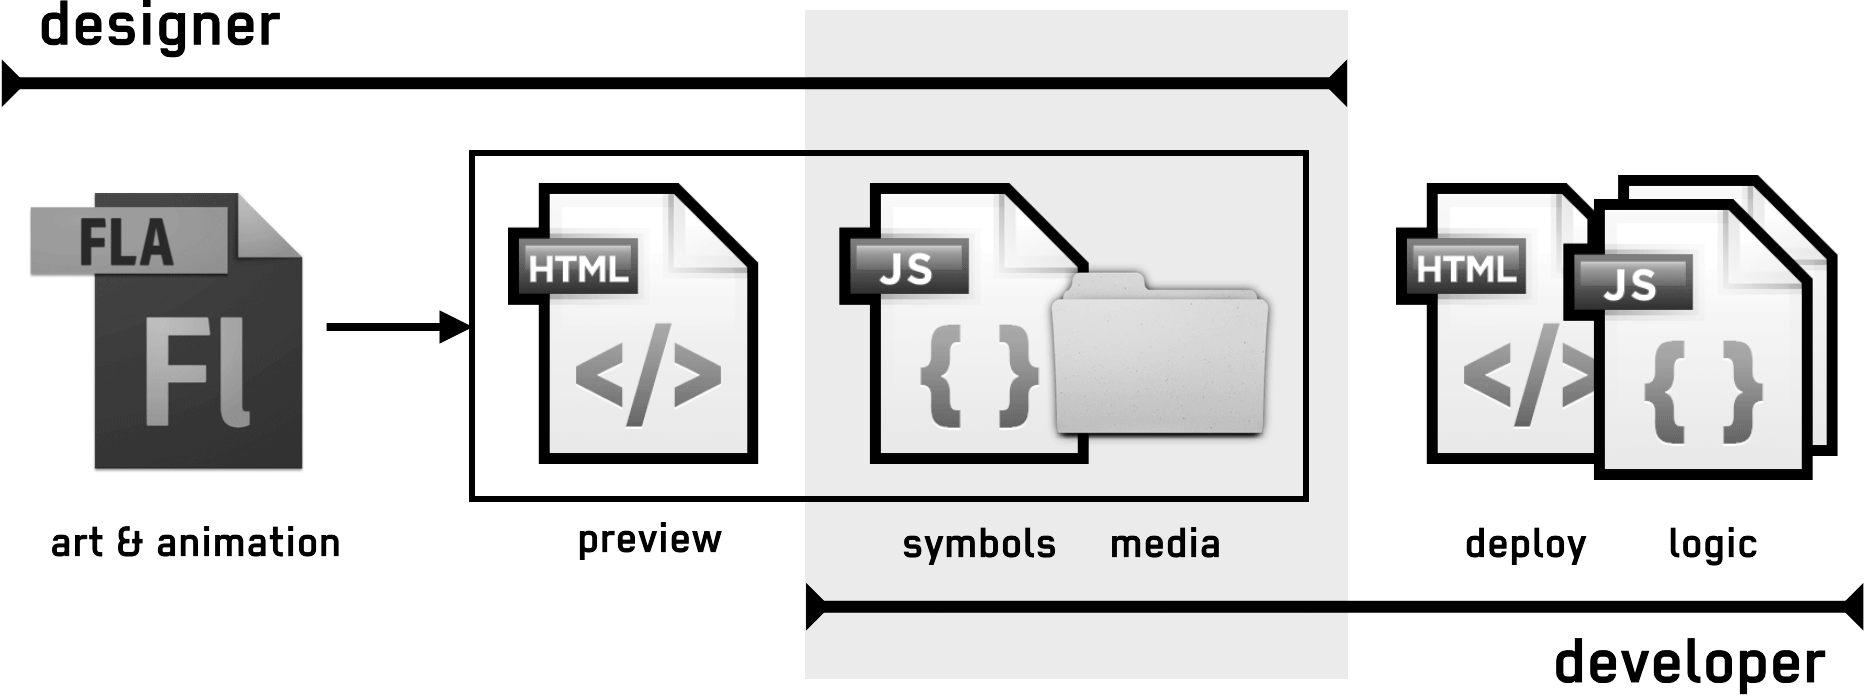 designer
FLA
Fl
HTML
</>
JS
{ }
HTML
</>
JS
{ }
art & animation
preview
symbols
media
deploy
logic
developer